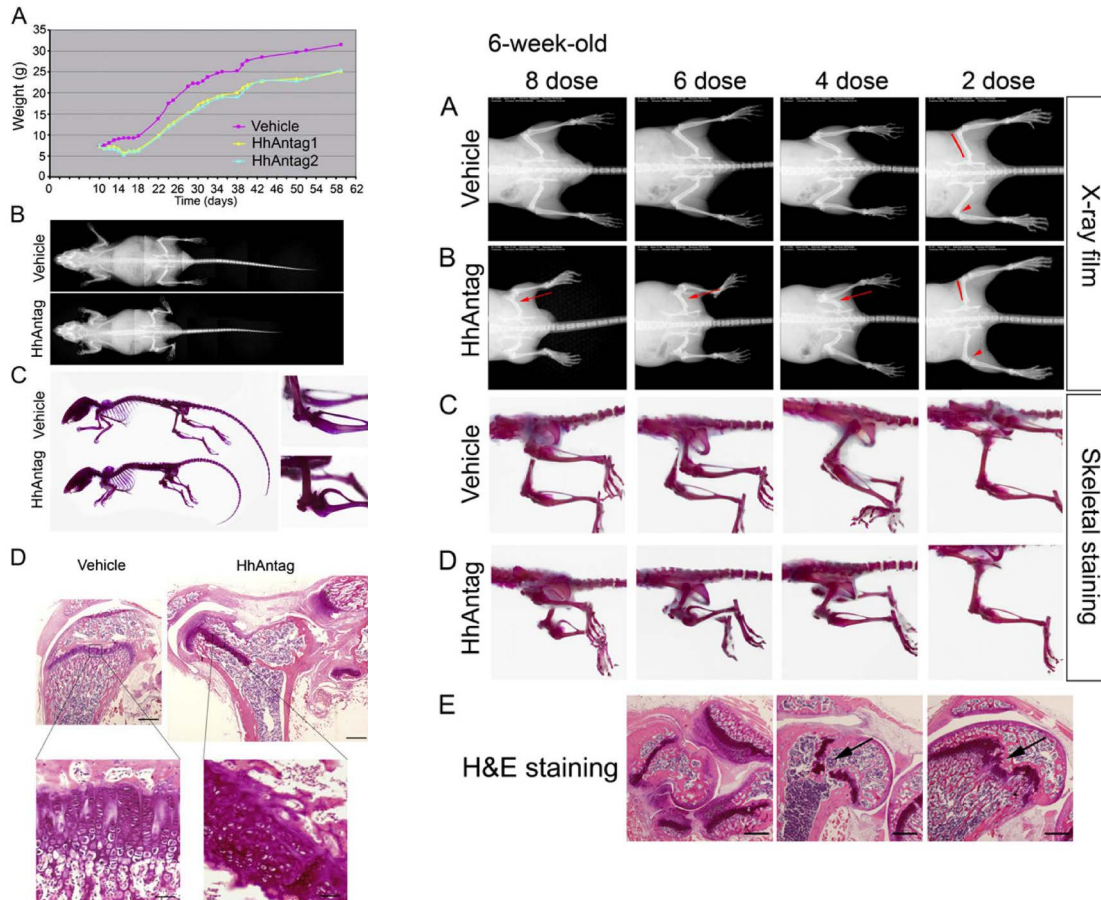 A
Weight (g)
35
30
25
20
15
10
5
0
Vehicle
HhAntag1
HhAntag2
0 10 14 18 22 26 30 34 38 42 46 50 54 58 62
Time (days)
B
Vehicle
HhAntag
C
Vehicle
HhAntag
D
Vehicle HhAntag
6-week-old
8 dose 6 dose 4 dose 2 dose
A
Vehicle
B
HhAntag
X-ray film
C
Vehicle
D
HhAntag
Skeletal staining
E
H&E staining